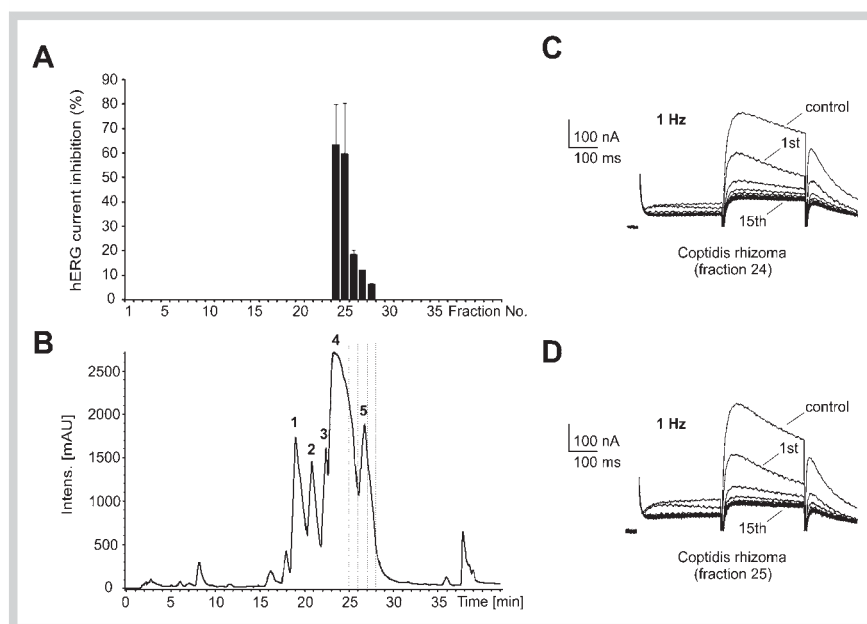 A
hERG current inhibition (%)
90
80
70
60
50
40
30
20
10
0
1 5 10 15 20 25 30 35 Fraction No.
B
Intens. [mAU]
2500
2000
1500
1000
500
0
1
2
3
4
5
0 5 10 15 20 25 30 35 Time [min]
C
100 nA
100 ms
1 Hz
control
1st
15th
Coptidis rhizoma
(fraction 24)
D
100 nA
100 ms
1 Hz
control
1st
15th
Coptidis rhizoma
(fraction 25)